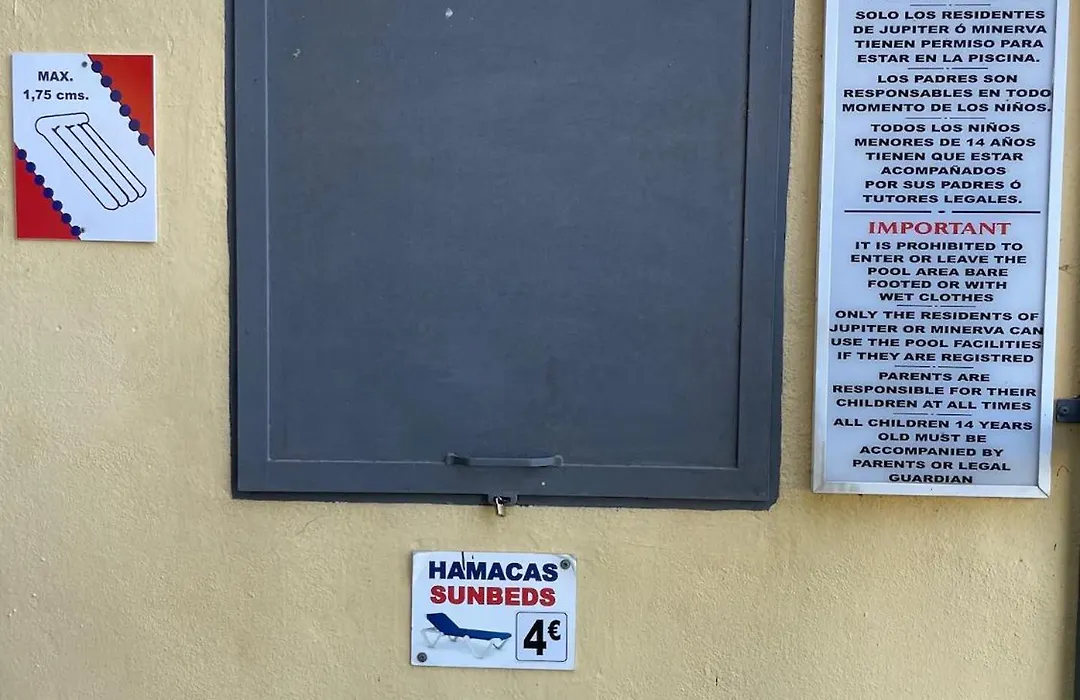 MAX.
1,75 cms.
SOLO LOS RESIDENTES
DE JUPITER Ó MINERVA
TIENEN PERMISO PARA
ESTAR EN LA PISCINA.
LOS PADRES SON
RESPONSABLES EN TODO
MOMENTO DE LOS NIÑOS.
TODOS LOS NIÑOS
MENORES DE 14 AÑOS
TIENEN QUE ESTAR
ACOMPAÑADOS
POR SUS PADRES Ó
TUTORES LEGALES.
IMPORTANT
IT IS PROHIBITED TO
ENTER OR LEAVE THE
POOL AREA BARE
FOOTED OR WITH
WET CLOTHES
ONLY THE RESIDENTS OF
JUPITER OR MINERVA CAN
USE THE POOL FACILITIES
IF THEY ARE REGISTRED
PARENTS ARE
RESPONSIBLE FOR THEIR
CHILDREN AT ALL TIMES
ALL CHILDREN 14 YEARS
OLD MUST BE
ACCOMPANIED BY
PARENTS OR LEGAL
GUARDIAN
HAMACAS
SUNBEDS
4€